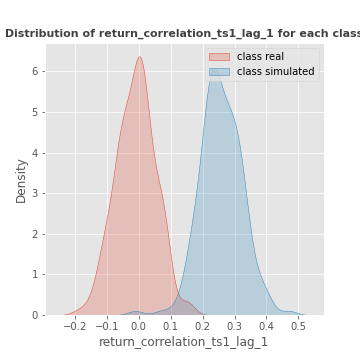 Distribution of return_correlation_ts1_lag_1 for each class
class real
class simulated
Density
6
5
4
3
2
1
0
−0.2 −0.1 0.0 0.1 0.2 0.3 0.4 0.5
return_correlation_ts1_lag_1